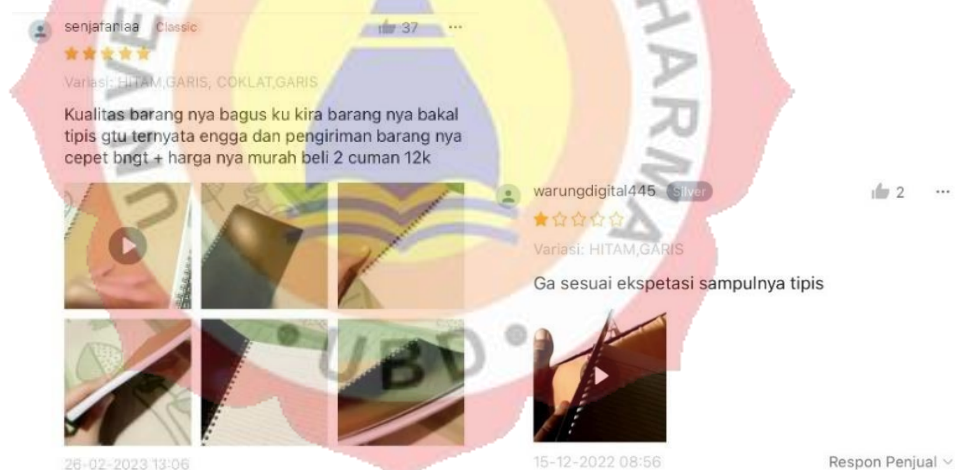 senjafaniaa Classic
37
Variasi: HITAM,GARIS, COKLAT,GARIS
Kualitas barang nya bagus ku kira barang nya bakal
tipis gtu ternyata engga dan pengiriman barang nya
cepet bngt + harga nya murah beli 2 cuman 12k
26-02-2023 13:06
warungdigital445 Silver
2
Variasi: HITAM,GARIS
Ga sesuai ekspetasi sampulnya tipis
15-12-2022 08:56
Respon Penjual
UNIVE
HARMA
UBD